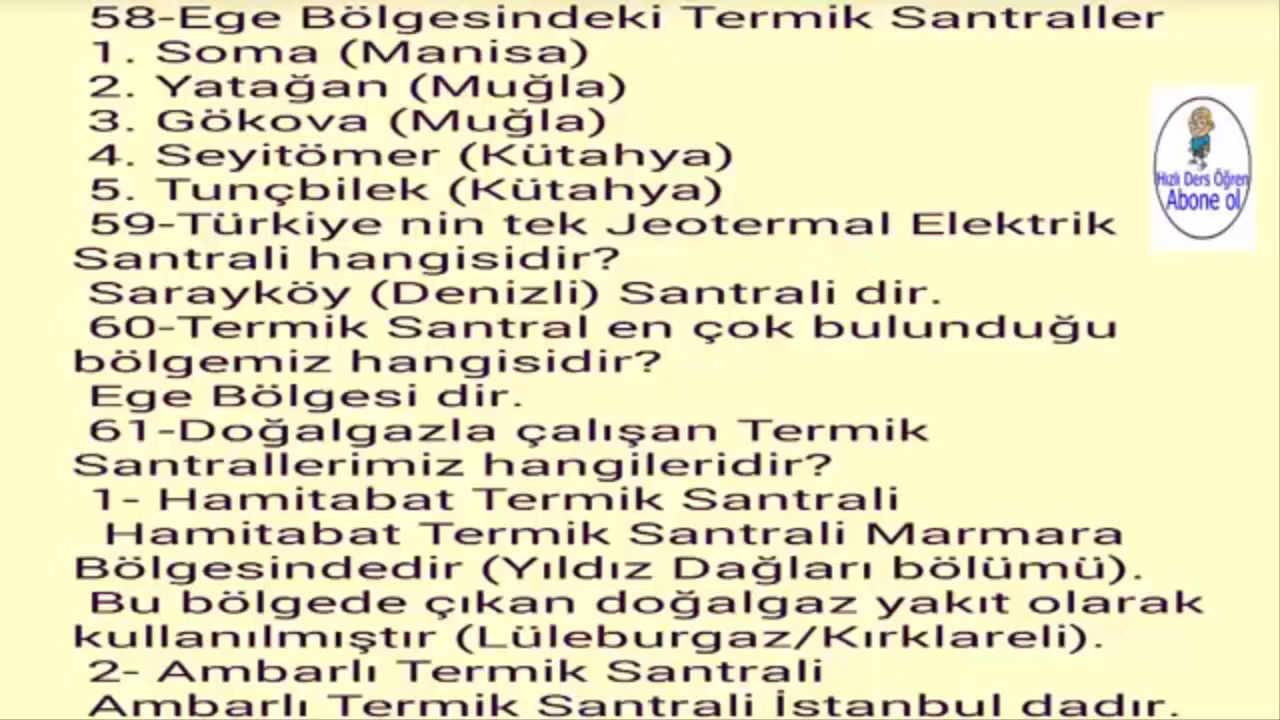 58-Ege Bölgesindeki Termik Santraller
1. Soma (Manisa)
2. Yatağan (Muğla)
3. Gökova (Muğla)
4. Seyitömer (Kütahya)
5. Tunçbilek (Kütahya)
59-Türkiye nin tek Jeotermal Elektrik
Santrali hangisidir?
Sarayköy (Denizli) Santrali dir.
60-Termik Santral en çok bulunduğu
bölgemiz hangisidir?
Ege Bölgesi dir.
61-Doğalgazla çalışan Termik
Santrallerimiz hangileridir?
1- Hamitabat Termik Santrali
Hamitabat Termik Santrali Marmara
Bölgesindedir (Yıldız Dağları bölümü).
Bu bölgede çıkan doğalgaz yakıt olarak
kullanılmıştır (Lüleburgaz/Kırklareli).
2- Ambarlı Termik Santrali
Ambarlı Termik Santrali İstanbul dadır.
Hızlı Ders Öğren
Abone ol